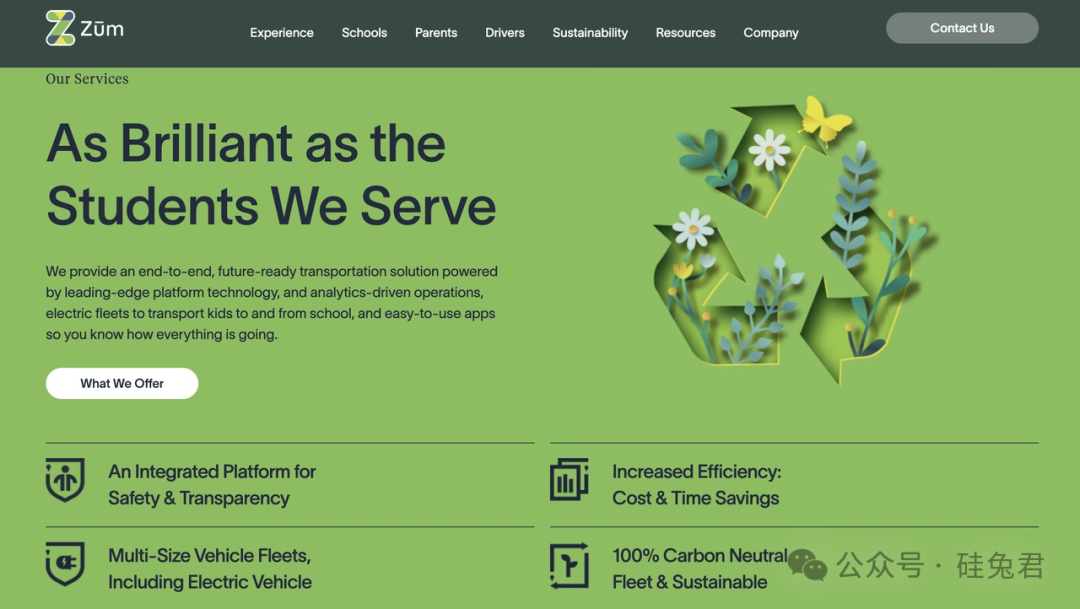 Zūm
Experience Schools Parents Drivers Sustainability Resources Company
Contact Us
Our Services
As Brilliant as the
Students We Serve
We provide an end-to-end, future-ready transportation solution powered
by leading-edge platform technology, and analytics-driven operations,
electric fleets to transport kids to and from school, and easy-to-use apps
so you know how everything is going.
What We Offer
An Integrated Platform for
Safety & Transparency
Increased Efficiency:
Cost & Time Savings
Multi-Size Vehicle Fleets,
Including Electric Vehicle
100% Carbon Neutral
Fleet & Sustainable
公众号 · 硅兔君